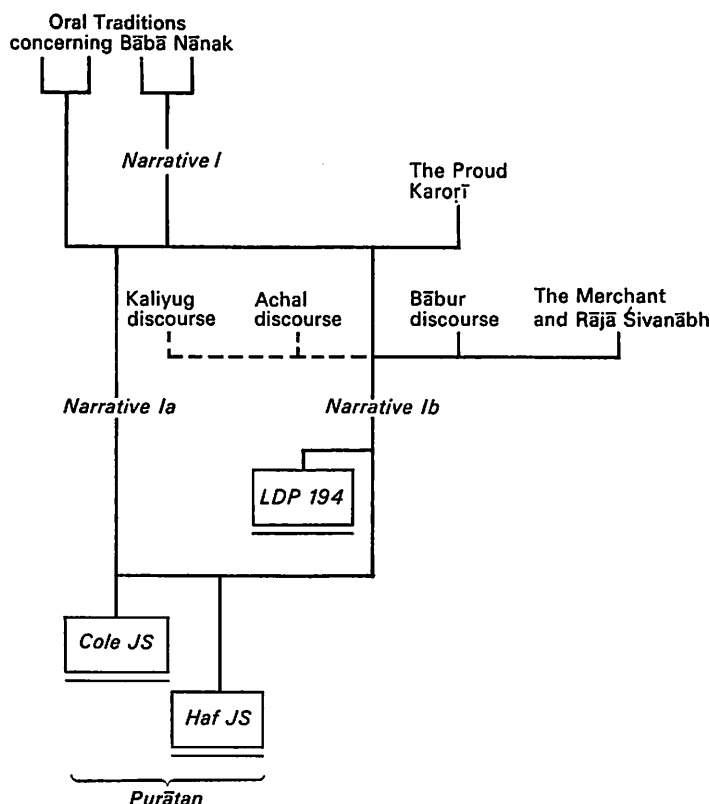 Oral Traditions
concerning Bābā Nānak
Narrative I
The Proud
Karoṛī
Kaliyug
discourse
Achal
discourse
Bābur
discourse
The Merchant
and Rājā Śivanābh
Narrative Ia
Narrative Ib
LDP 194
Cole JS
Haf JS
Purātan